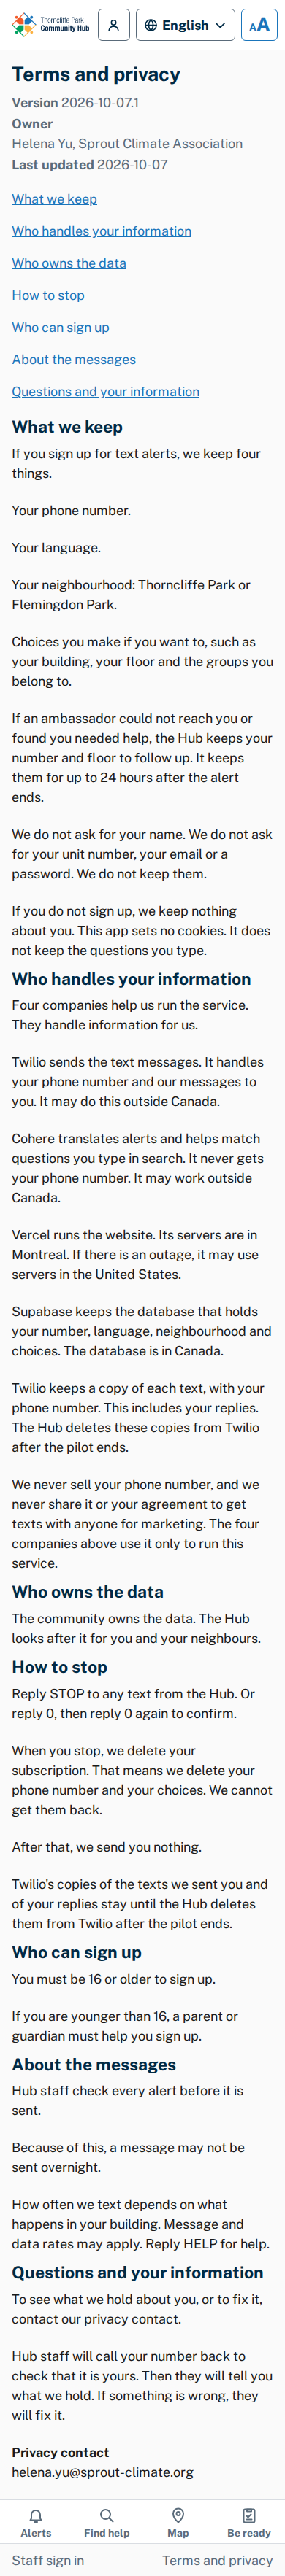 Thorncliffe Park
Community Hub
English
AA
Terms and privacy
Version 2026-10-07.1
Owner
Helena Yu, Sprout Climate Association
Last updated 2026-10-07
What we keep
Who handles your information
Who owns the data
How to stop
Who can sign up
About the messages
Questions and your information
What we keep
If you sign up for text alerts, we keep four
things.
Your phone number.
Your language.
Your neighbourhood: Thorncliffe Park or
Flemingdon Park.
Choices you make if you want to, such as
your building, your floor and the groups you
belong to.
If an ambassador could not reach you or
found you needed help, the Hub keeps your
number and floor to follow up. It keeps
them for up to 24 hours after the alert
ends.
We do not ask for your name. We do not ask
for your unit number, your email or a
password. We do not keep them.
If you do not sign up, we keep nothing
about you. This app sets no cookies. It does
not keep the questions you type.
Who handles your information
Four companies help us run the service.
They handle information for us.
Twilio sends the text messages. It handles
your phone number and our messages to
you. It may do this outside Canada.
Cohere translates alerts and helps match
questions you type in search. It never gets
your phone number. It may work outside
Canada.
Vercel runs the website. Its servers are in
Montreal. If there is an outage, it may use
servers in the United States.
Supabase keeps the database that holds
your number, language, neighbourhood and
choices. The database is in Canada.
Twilio keeps a copy of each text, with your
phone number. This includes your replies.
The Hub deletes these copies from Twilio
after the pilot ends.
We never sell your phone number, and we
never share it or your agreement to get
texts with anyone for marketing. The four
companies above use it only to run this
service.
Who owns the data
The community owns the data. The Hub
looks after it for you and your neighbours.
How to stop
Reply STOP to any text from the Hub. Or
reply 0, then reply 0 again to confirm.
When you stop, we delete your
subscription. That means we delete your
phone number and your choices. We cannot
get them back.
After that, we send you nothing.
Twilio's copies of the texts we sent you and
of your replies stay until the Hub deletes
them from Twilio after the pilot ends.
Who can sign up
You must be 16 or older to sign up.
If you are younger than 16, a parent or
guardian must help you sign up.
About the messages
Hub staff check every alert before it is
sent.
Because of this, a message may not be
sent overnight.
How often we text depends on what
happens in your building. Message and
data rates may apply. Reply HELP for help.
Questions and your information
To see what we hold about you, or to fix it,
contact our privacy contact.
Hub staff will call your number back to
check that it is yours. Then they will tell you
what we hold. If something is wrong, they
will fix it.
Privacy contact
helena.yu@sprout-climate.org
Alerts
Find help
Map
Be ready
Staff sign in
Terms and privacy